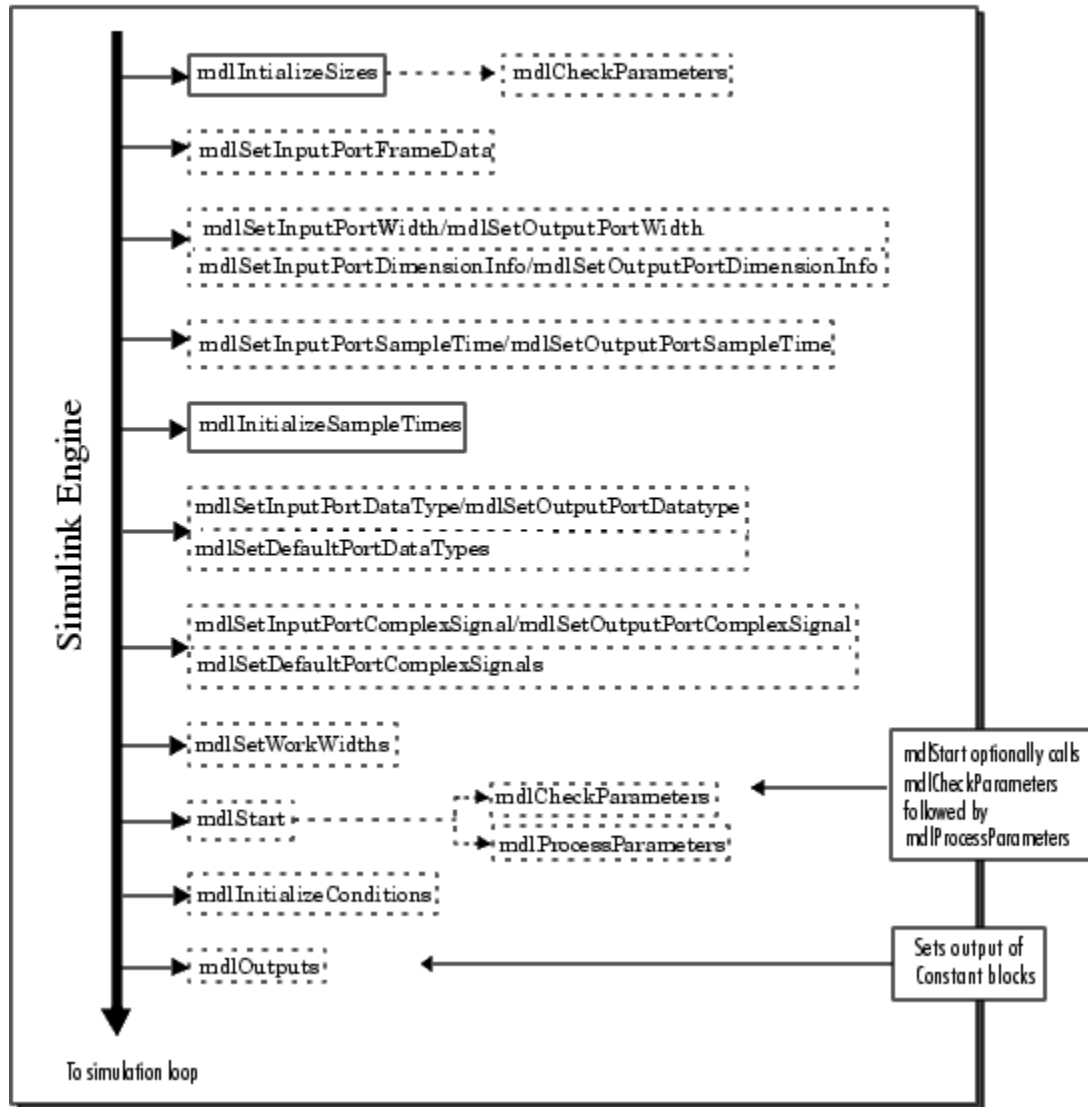 mdlIntializeSizes
mdlCheckParameters
mdlSetInputPortFrameData
mdlSetInputPortWidth/mdlSetOutputPortWidth
mdlSetInputPortDimensionInfo/mdlSetOutputPortDimensionInfo
mdlSetInputPortSampleTime/mdlSetOutputPortSampleTime
mdlInitializeSampleTimes
Simulink Engine
mdlSetInputPortDataType/mdlSetOutputPortDatatype
mdlSetDefaultPortDataTypes
mdlSetInputPortComplexSignal/mdlSetOutputPortComplexSignal
mdlSetDefaultPortComplexSignals
mdlSetWorkWidths
mdlStart
mdlCheckParameters
mdlProcessParameters
mdlStart optionally calls
mdlCheckParameters
followed by
mdlProcessParameters
mdlInitializeConditions
mdlOutputs
Sets output of
Constant blocks
To simulation loop